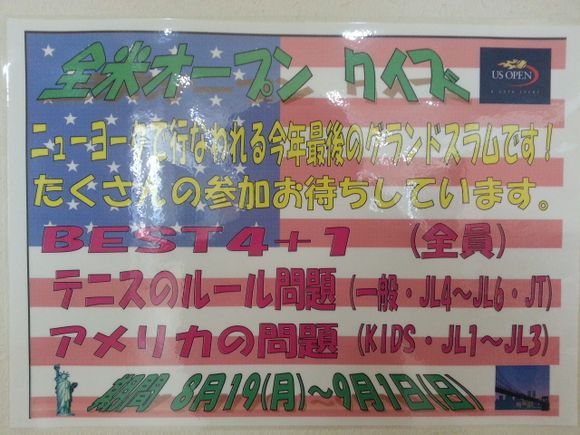 全米オープン クイズ
US OPEN
ニューヨークで行なわれる今年最後のグランドスラムです!
たくさんの参加お待ちしています。
BEST4+1 (全員)
テニスのルール問題(一般・JL4~JL6・JT)
アメリカの問題(KIDS・JL1~JL3)
期間 8月19(月)~9月1日(日)